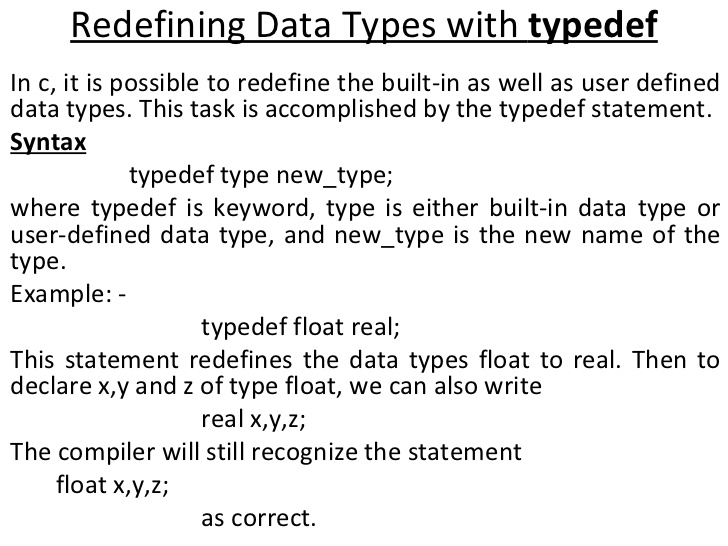 Redefining Data Types with typedef
In c, it is possible to redefine the built-in as well as user defined
data types. This task is accomplished by the typedef statement.
Syntax
typedef type new_type;
where typedef is keyword, type is either built-in data type or
user-defined data type, and new_type is the new name of the
type.
Example: -
typedef float real;
This statement redefines the data types float to real. Then to
declare x,y and z of type float, we can also write
real x,y,z;
The compiler will still recognize the statement
float x,y,z;
as correct.